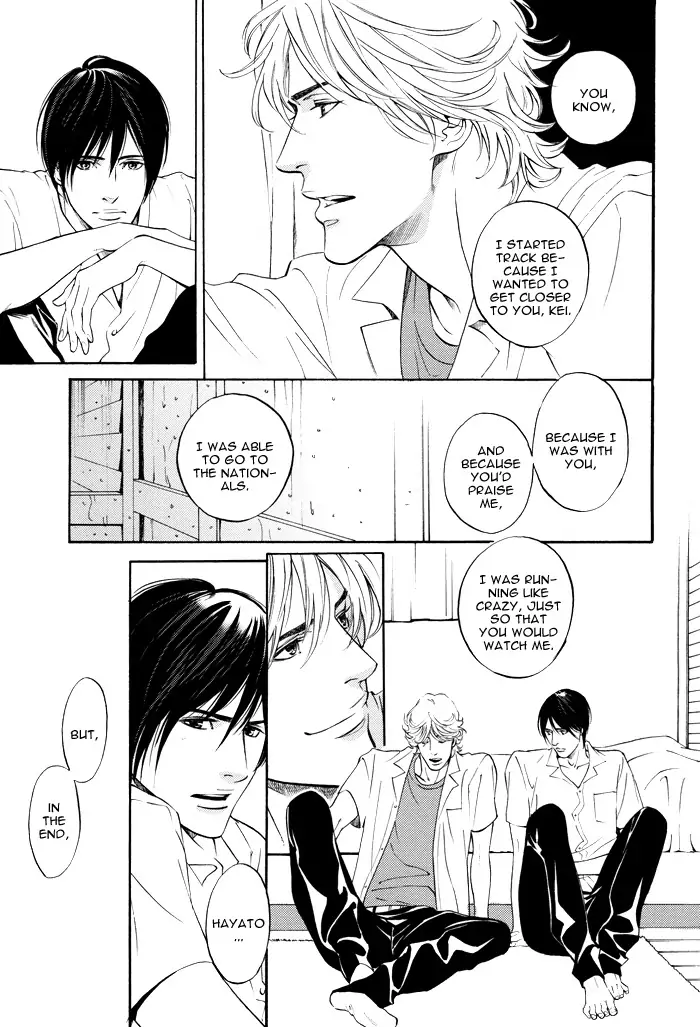 YOU
KNOW,
I STARTED
TRACK BE-
CAUSE I
WANTED TO
GET CLOSER
TO YOU, KEI.
BECAUSE I
WAS WITH
YOU,
AND
BECAUSE
YOU'D
PRAISE
ME,
I WAS ABLE
TO GO TO
THE NATION-
ALS.
I WAS RUN-
NING LIKE
CRAZY, JUST
SO THAT
YOU WOULD
WATCH ME.
HAYATO
...
BUT,
IN
THE
END,